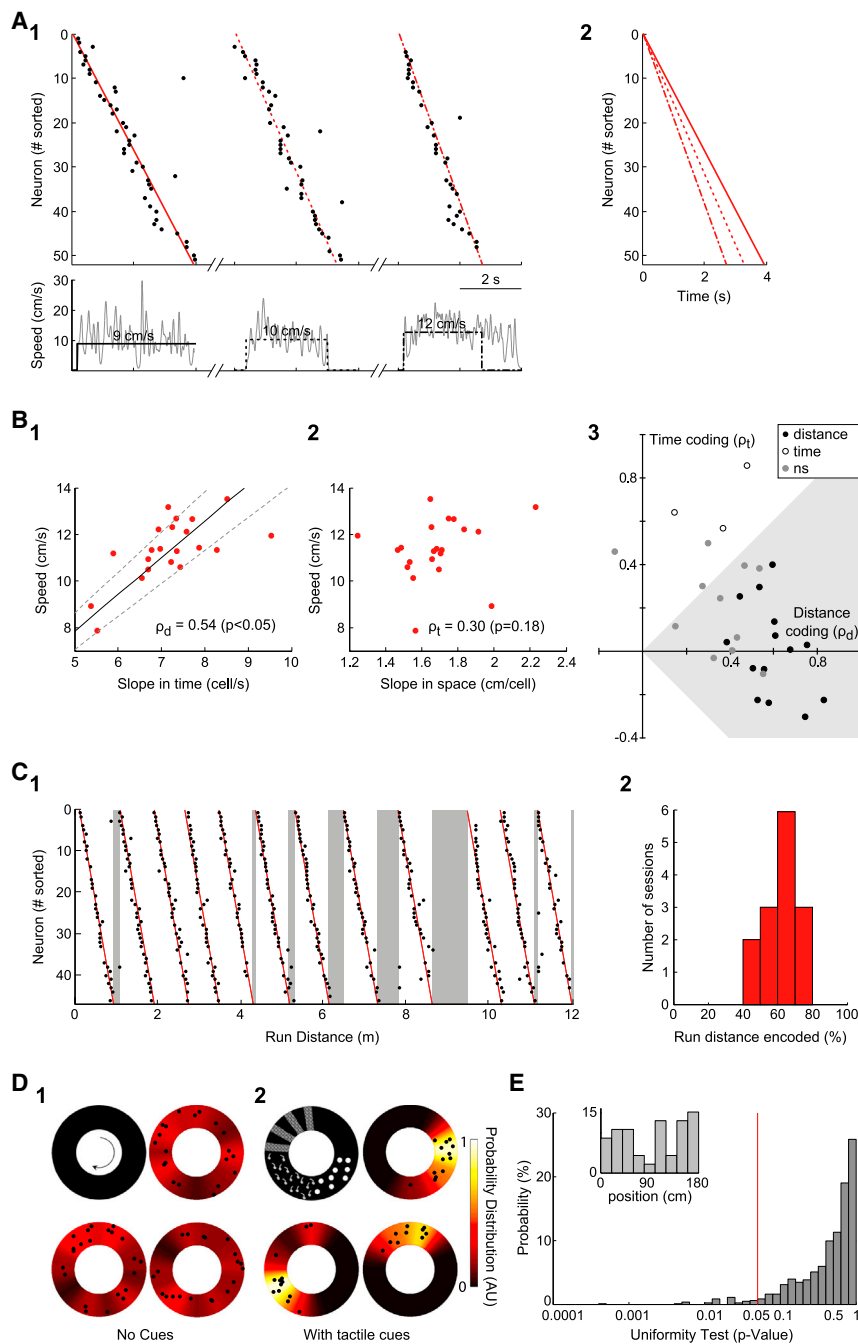 A 1
2
0
10
20
30
40
50
Neuron (# sorted)
0
10
20
30
40
50
Neuron (# sorted)
0 2 4
Time (s)
30
20
10
Speed (cm/s)
9 cm/s
10 cm/s
12 cm/s
2 s
B 1
2
3
14
12
10
8
Speed (cm/s)
ρd = 0.54 (p<0.05)
5 6 7 8 9 10
Slope in time (cell/s)
14
12
10
8
Speed (cm/s)
ρt = 0.30 (p=0.18)
1.2 1.4 1.6 1.8 2 2.2 2.4
Slope in space (cm/cell)
Time coding (ρt)
distance
time
ns
0.8
0.4
0
-0.4
Distance
coding (ρd)
0.4 0.8
C 1
2
0
10
20
30
40
Neuron (# sorted)
0 2 4 6 8 10 12
Run Distance (m)
6
5
4
3
2
1
0
Number of sessions
0 20 40 60 80 100
Run distance encoded (%)
D 1
2
E
No Cues
With tactile cues
1
0
Probability Distribution (AU)
30
20
10
0
Probability (%)
15
0
0 90 180
position (cm)
0.0001 0.001 0.01 0.05 0.1 0.5 1
Uniformity Test (p-Value)